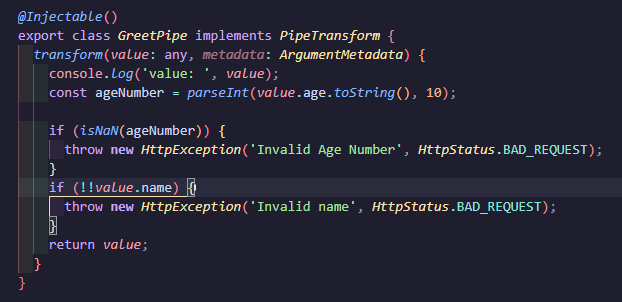 @Injectable()
export class GreetPipe implements PipeTransform {
transform(value: any, metadata: ArgumentMetadata) {
console.log('value: ', value);
const ageNumber = parseInt(value.age.toString(), 10);
if (isNaN(ageNumber)) {
throw new HttpException('Invalid Age Number', HttpStatus.BAD_REQUEST);
}
if (!!value.name) {
throw new HttpException('Invalid name', HttpStatus.BAD_REQUEST);
}
return value;
}
}